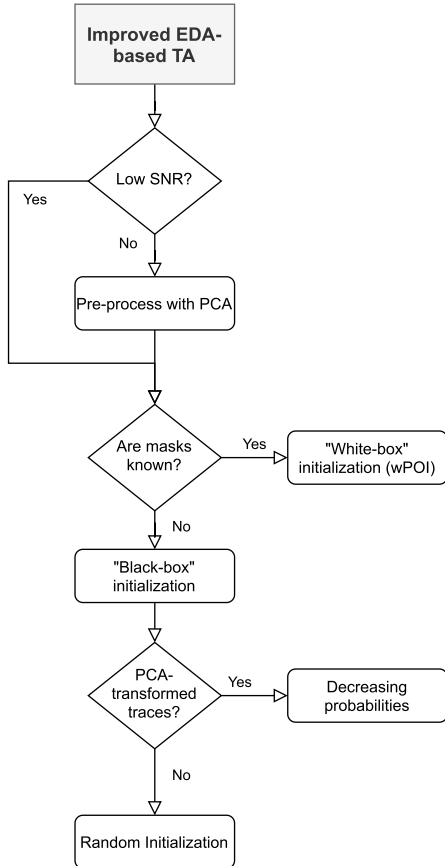 Improved EDA-
based TA
Low SNR?
Yes
No
Pre-process with PCA
Are masks
known?
Yes
"White-box"
initialization (wPOI)
No
"Black-box"
initialization
PCA-
transformed
traces?
Yes
Decreasing
probabilities
No
Random Initialization